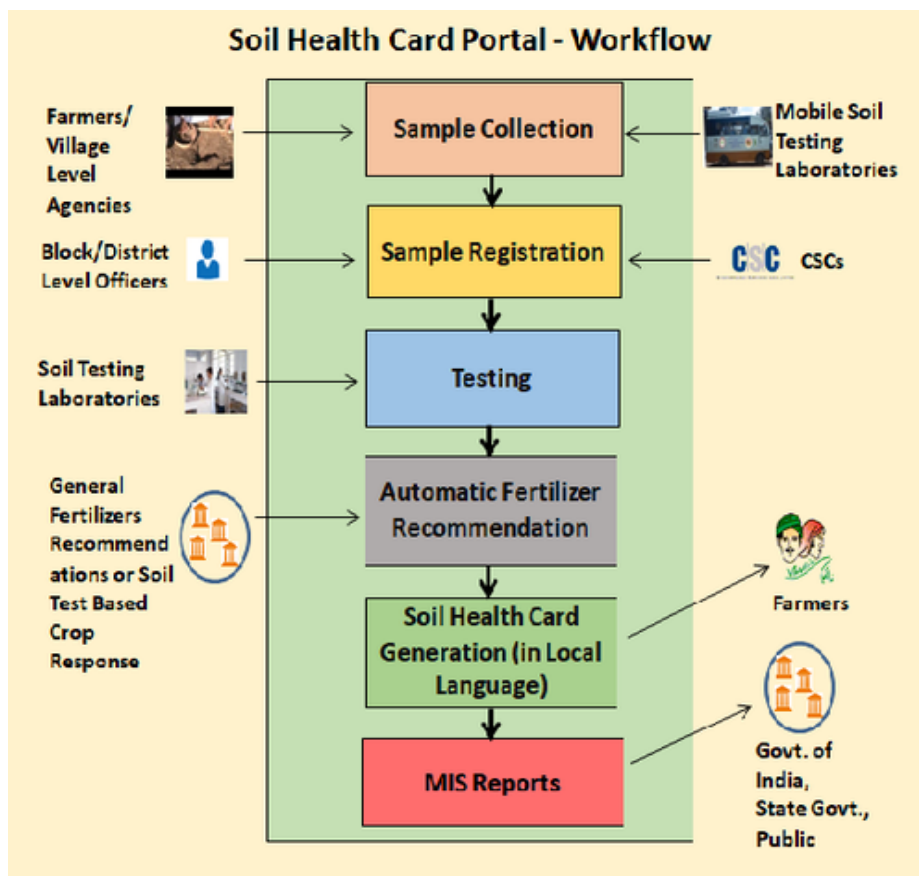 Soil Health Card Portal - Workflow
Farmers/
Village
Level
Agencies
Sample Collection
Mobile Soil
Testing
Laboratories
Block/District
Level Officers
Sample Registration
CSC
CSCs
Soil Testing
Laboratories
Testing
General
Fertilizers
Recommend
ations or Soil
Test Based
Crop
Response
Automatic Fertilizer
Recommendation
Soil Health Card
Generation (in Local
Language)
Farmers
MIS Reports
Govt. of
India,
State Govt.,
Public